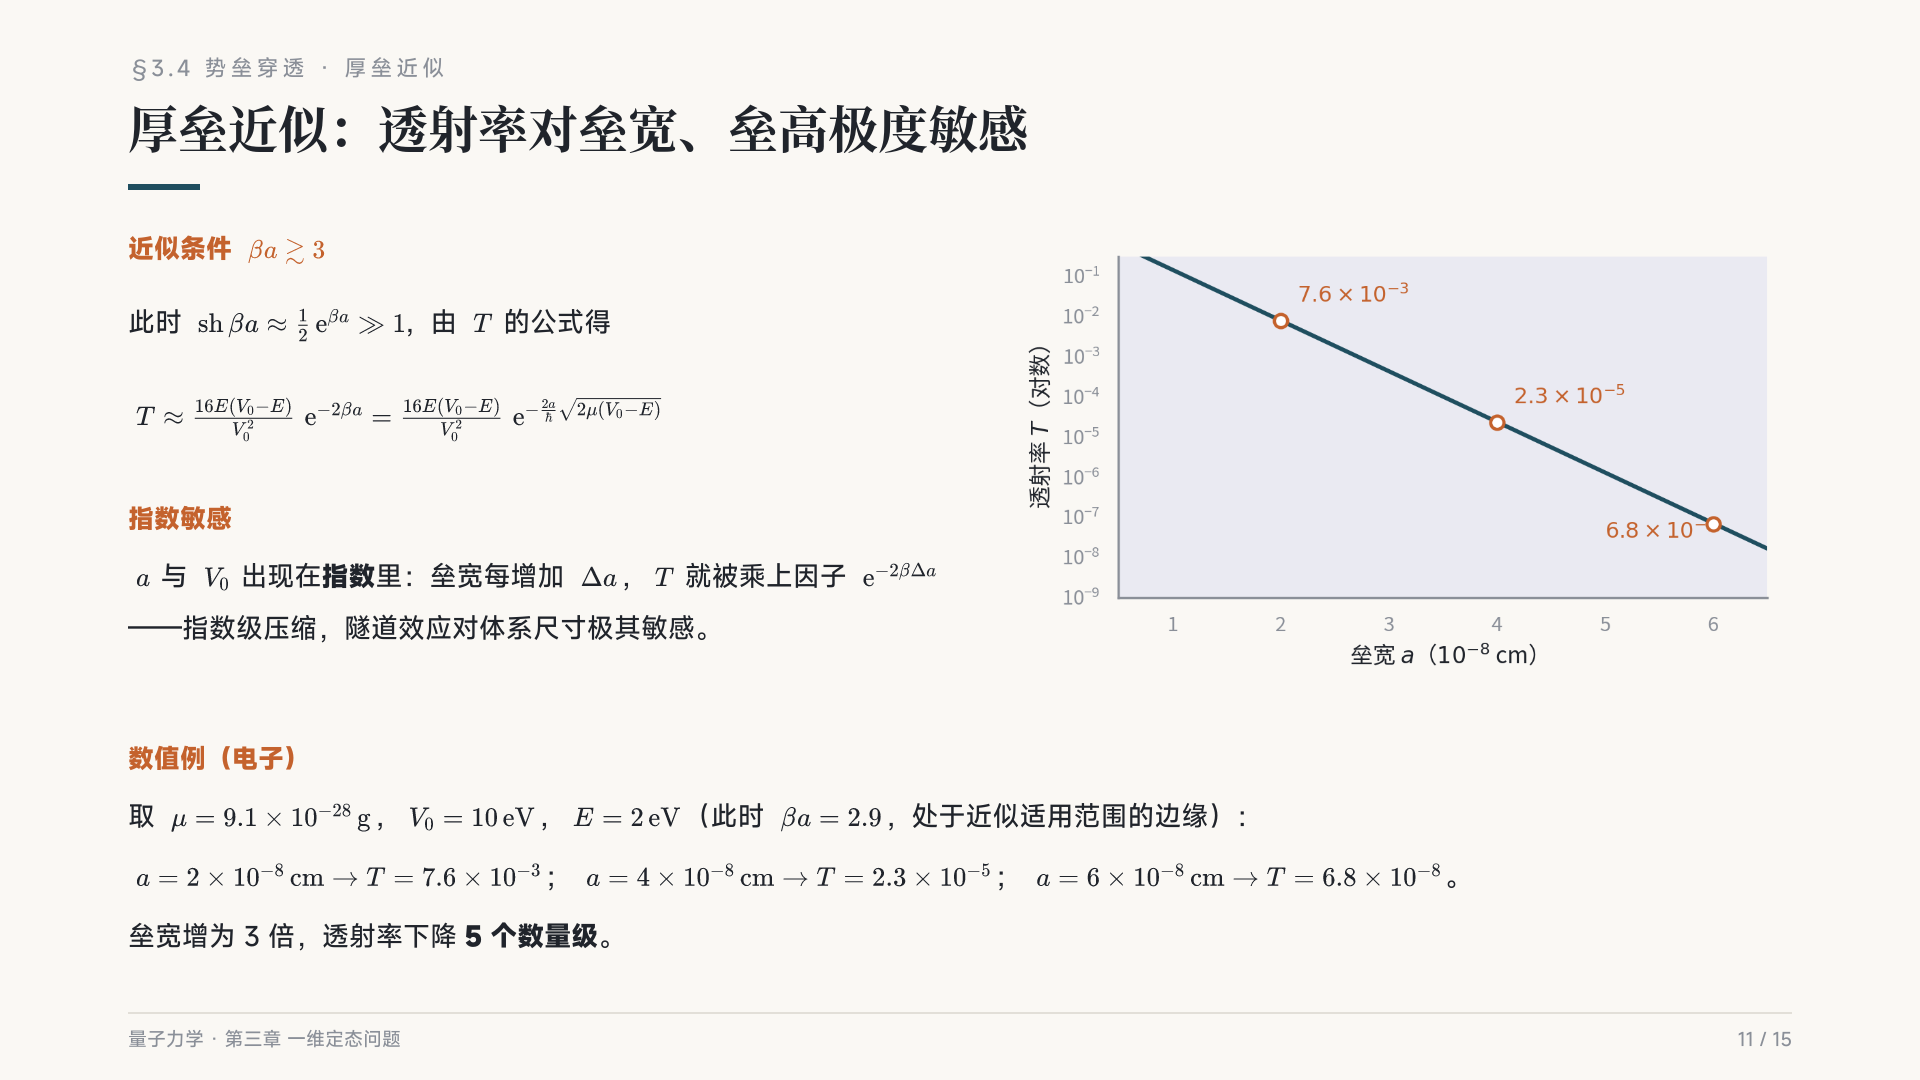 §3.4 势垒穿透 · 厚垒近似
厚垒近似：透射率对垒宽、垒高极度敏感
近似条件 βa ≳ 3
此时 sh βa ≈ 1/2 e^{βa} ≫ 1，由 T 的公式得
T ≈ 16E(V₀−E)/V₀² e^{−2βa} = 16E(V₀−E)/V₀² e^{−(2a/ħ)√(2μ(V₀−E))}
指数敏感
a 与 V₀ 出现在指数里：垒宽每增加 Δa，T 就被乘上因子 e^{−2βΔa}
——指数级压缩，隧道效应对体系尺寸极其敏感。
透射率 T（对数）
10⁻¹
10⁻²
10⁻³
10⁻⁴
10⁻⁵
10⁻⁶
10⁻⁷
10⁻⁸
10⁻⁹
7.6 × 10⁻³
2.3 × 10⁻⁵
6.8 × 10⁻
1 2 3 4 5 6
垒宽 a（10⁻⁸ cm）
数值例（电子）
取 μ = 9.1 × 10⁻²⁸ g，V₀ = 10 eV，E = 2 eV（此时 βa = 2.9，处于近似适用范围的边缘）：
a = 2 × 10⁻⁸ cm → T = 7.6 × 10⁻³； a = 4 × 10⁻⁸ cm → T = 2.3 × 10⁻⁵； a = 6 × 10⁻⁸ cm → T = 6.8 × 10⁻⁸。
垒宽增为 3 倍，透射率下降 5 个数量级。
量子力学 · 第三章 一维定态问题
11 / 15